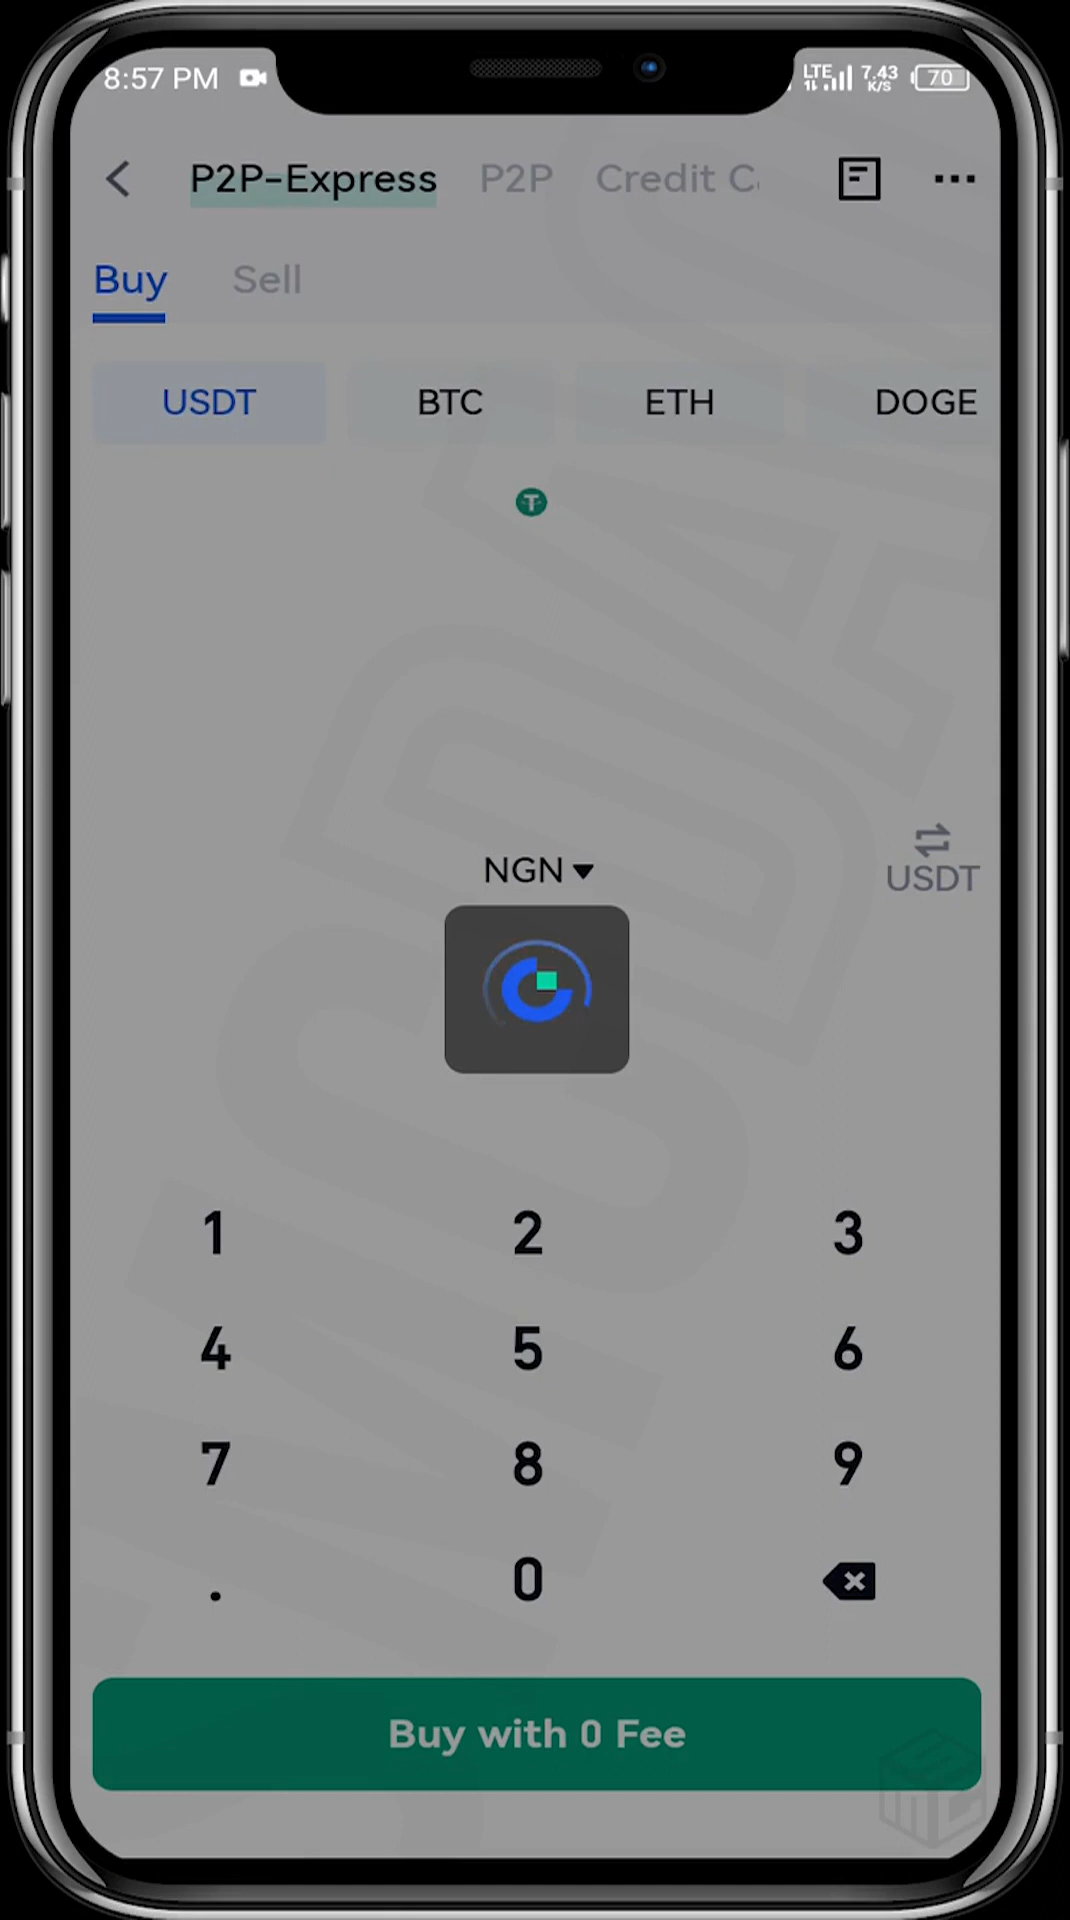 8:57 PM LTE 7.43 K/S 70
P2P-Express P2P Credit C
Buy Sell
USDT BTC ETH DOGE
NGN
USDT
1 2 3
4 5 6
7 8 9
. 0
Buy with 0 Fee